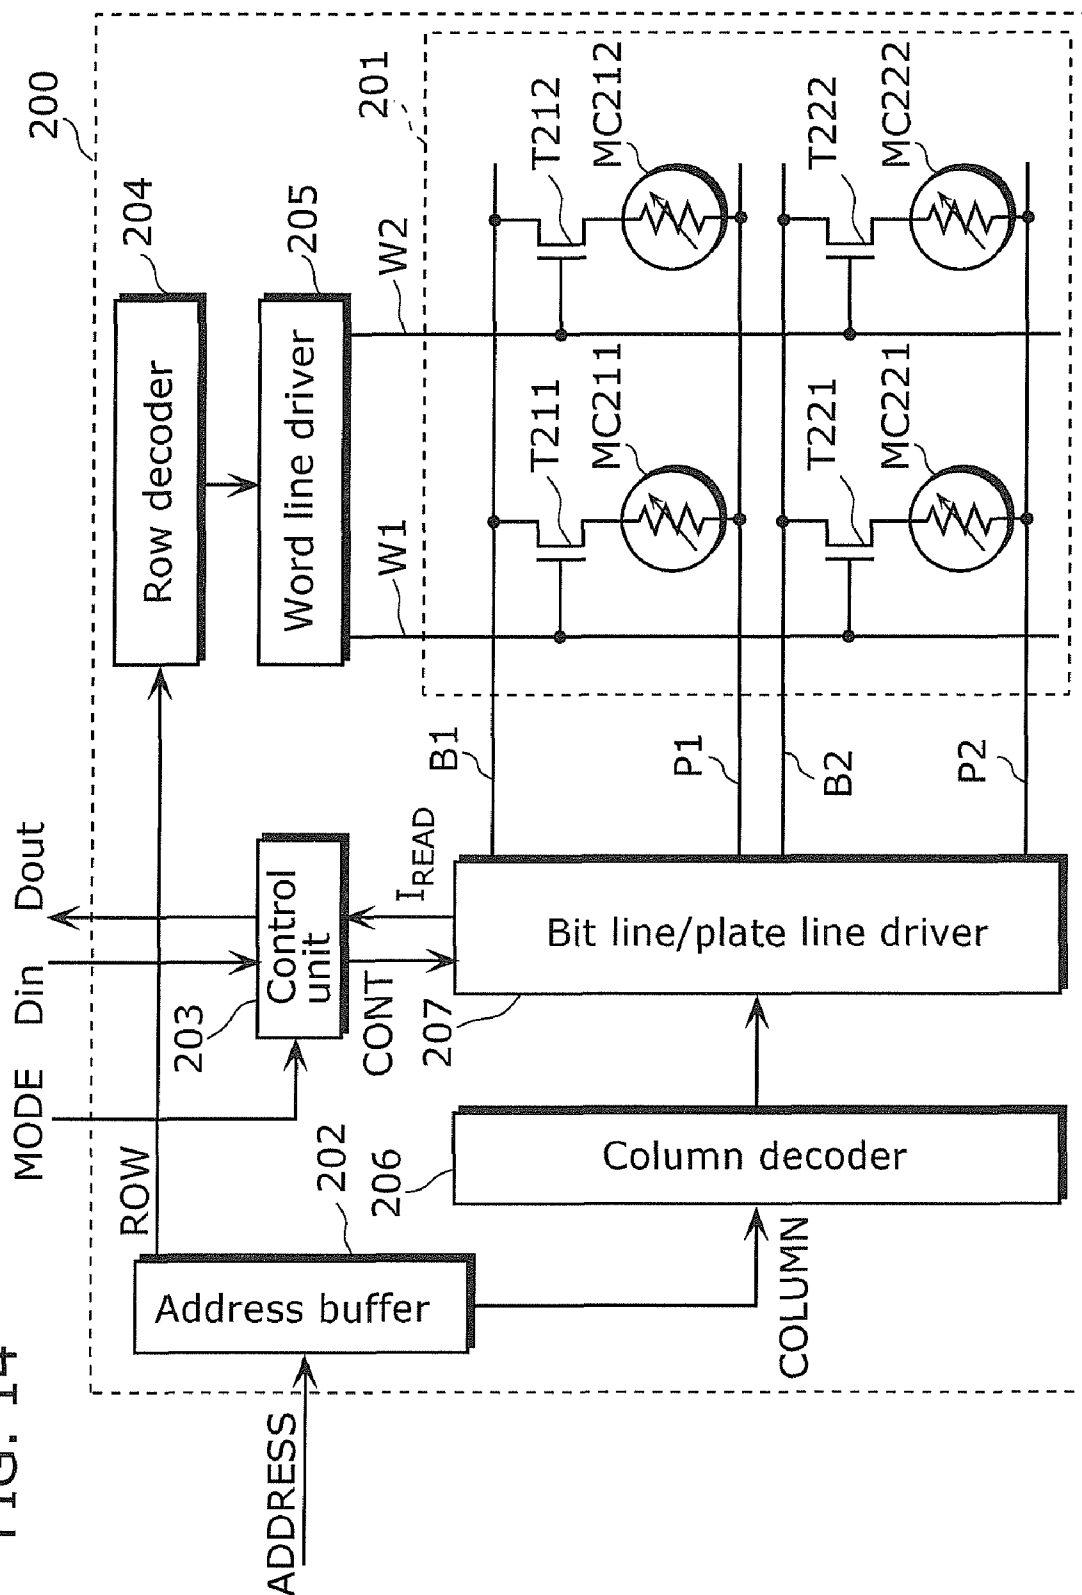 FIG. 14
200
MODE Din Dout
ROW
204
Row decoder
205
Word line driver
203
Control
unit
202
Address buffer
ADDRESS
CONT
I_READ
W1
W2
201
206
207
Column decoder
COLUMN
Bit line/plate line driver
B1
P1
B2
P2
T211
MC211
T212
MC212
T221
MC221
T222
MC222